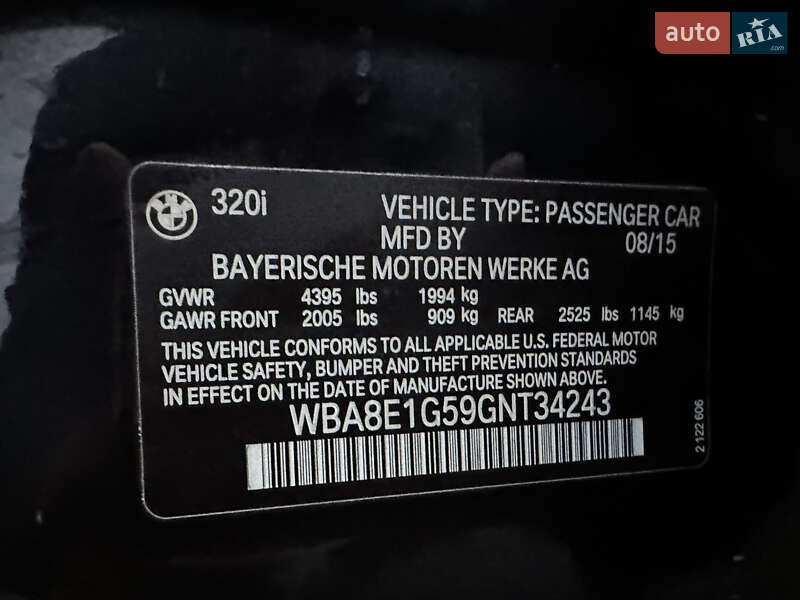 auto RIA .com
320i VEHICLE TYPE: PASSENGER CAR
MFD BY 08/15
BAYERISCHE MOTOREN WERKE AG
GVWR 4395 lbs 1994 kg
GAWR FRONT 2005 lbs 909 kg REAR 2525 lbs 1145 kg
THIS VEHICLE CONFORMS TO ALL APPLICABLE U.S. FEDERAL MOTOR
VEHICLE SAFETY, BUMPER AND THEFT PREVENTION STANDARDS
IN EFFECT ON THE DATE OF MANUFACTURE SHOWN ABOVE.
WBA8E1G59GNT34243
2 122 606